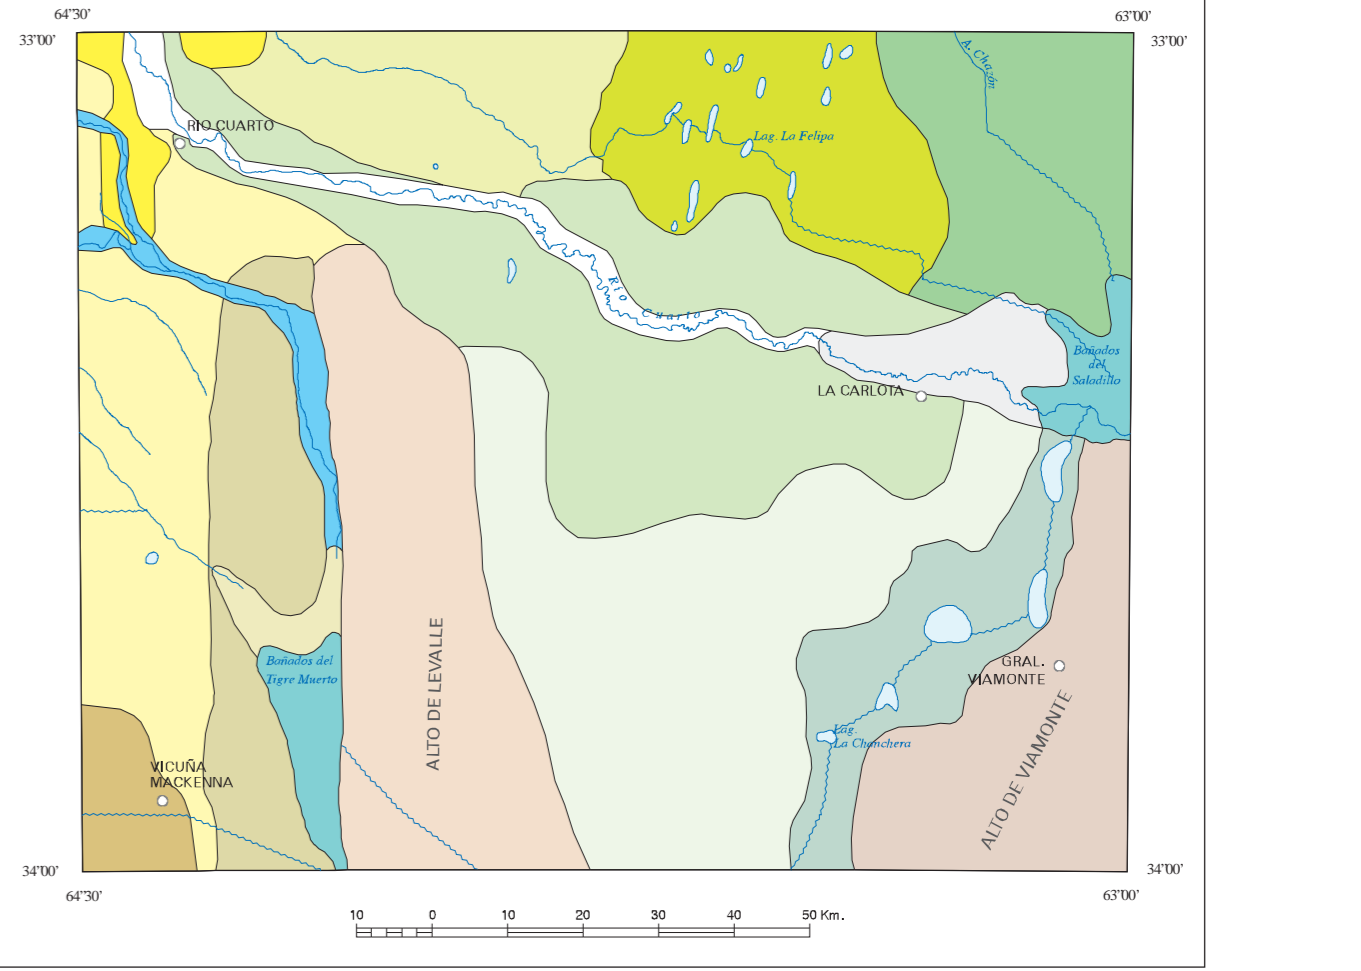 64°30'
63°00'
33°00'
33°00'
A. Chazón
RIO CUARTO
Lag. La Felipa
Río
Cuarto
Bañados
del
Saladillo
LA CARLOTA
Bañados del
Tigre Muerto
ALTO DE LEVALLE
GRAL.
VIAMONTE
ALTO DE VIAMONTE
Lag.
La Chanchera
VICUÑA
MACKENNA
34°00'
34°00'
64°30'
63°00'
10 0 10 20 30 40 50 Km.